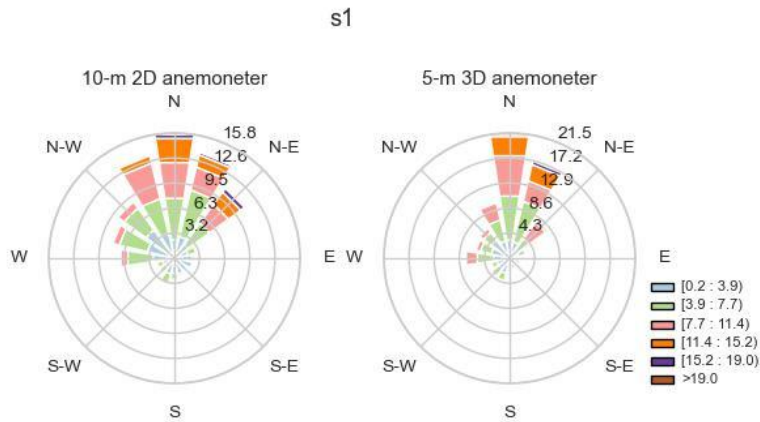 s1
10-m 2D anemoneter
5-m 3D anemoneter
N
N
15.8
21.5
N-W
N-E
N-W
N-E
12.6
17.2
9.5
12.9
6.3
8.6
3.2
4.3
W
E
W
E
[0.2 : 3.9)
[3.9 : 7.7)
[7.7 : 11.4)
[11.4 : 15.2)
[15.2 : 19.0)
>19.0
S-W
S-E
S-W
S-E
S
S